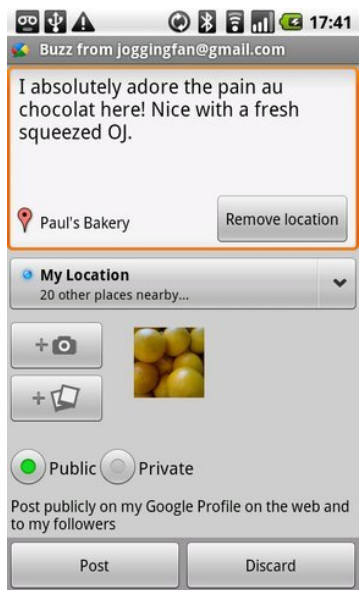 17:41
Buzz from joggingfan@gmail.com
I absolutely adore the pain au
chocolat here! Nice with a fresh
squeezed OJ.
Paul's Bakery
Remove location
My Location
20 other places nearby...
Public
Private
Post publicly on my Google Profile on the web and
to my followers
Post
Discard